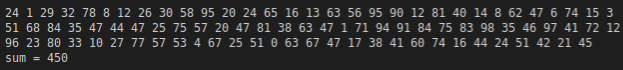 24 1 29 32 78 8 12 26 30 58 95 20 24 65 16 13 63 56 95 90 12 81 40 14 8 62 47 6 74 15 3
51 68 84 35 47 44 47 25 75 57 20 47 81 38 63 47 1 71 94 91 84 75 83 98 35 46 97 41 72 12
96 23 80 33 10 27 77 57 53 4 67 25 51 0 63 67 47 17 38 41 60 74 16 44 24 51 42 21 45
sum = 450